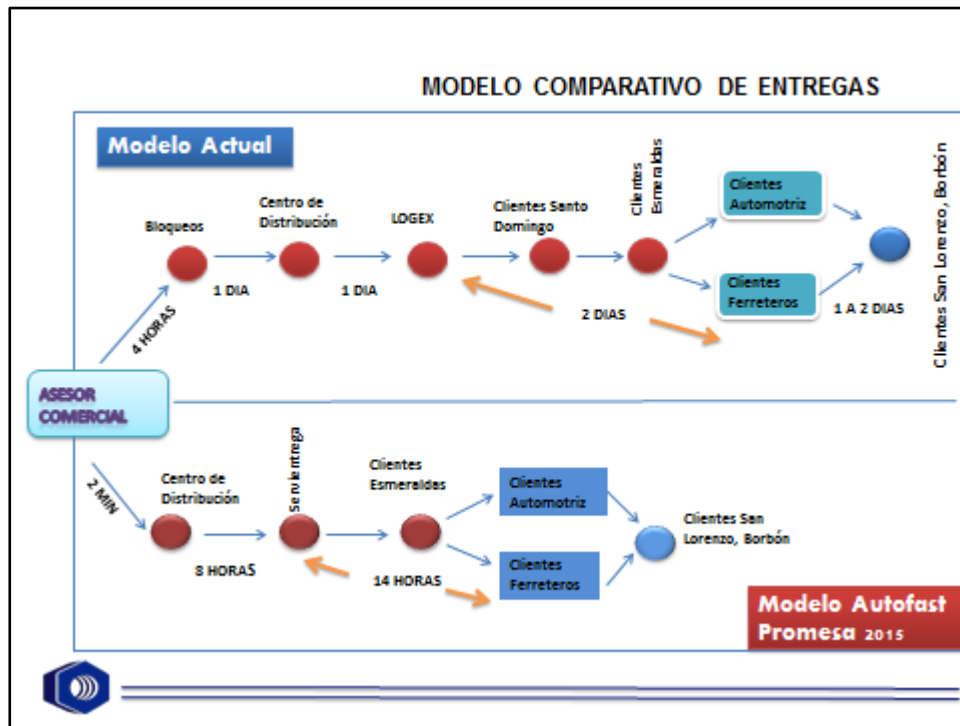 MODELO COMPARATIVO DE ENTREGAS
Modelo Actual
Bloqueos
Centro de
Distribución
LOGEX
Clientes Santo
Domingo
Clientes
Esmeraldas
Clientes
Automotriz
Clientes
Ferreteros
Clientes San Lorenzo, Borbón
4 HORAS
1 DIA
1 DIA
2 DIAS
1 A 2 DIAS
ASESOR
COMERCIAL
2 MIN
Centro de
Distribución
Servientrega
Clientes
Esmeraldas
Clientes
Automotriz
Clientes
Ferreteros
Clientes San
Lorenzo, Borbón
8 HORAS
14 HORAS
Modelo Autofast
Promesa 2015